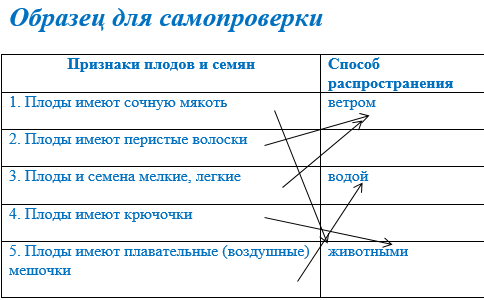 Образец для самопроверки
Признаки плодов и семян
Способ
распространения
1. Плоды имеют сочную мякоть
ветром
2. Плоды имеют перистые волоски
3. Плоды и семена мелкие, легкие
водой
4. Плоды имеют крючочки
5. Плоды имеют плавательные (воздушные)
мешочки
животными